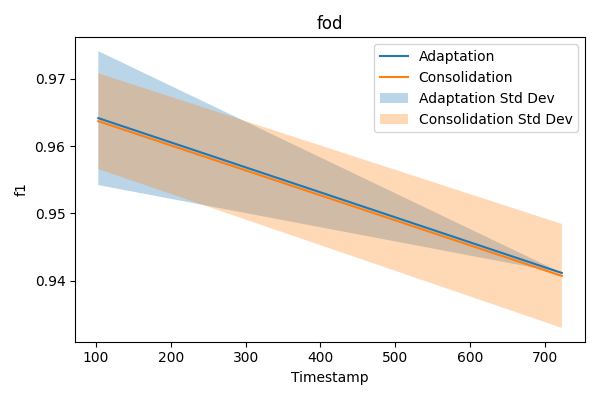 fod
Adaptation
Consolidation
Adaptation Std Dev
Consolidation Std Dev
f1
0.97
0.96
0.95
0.94
100 200 300 400 500 600 700
Timestamp